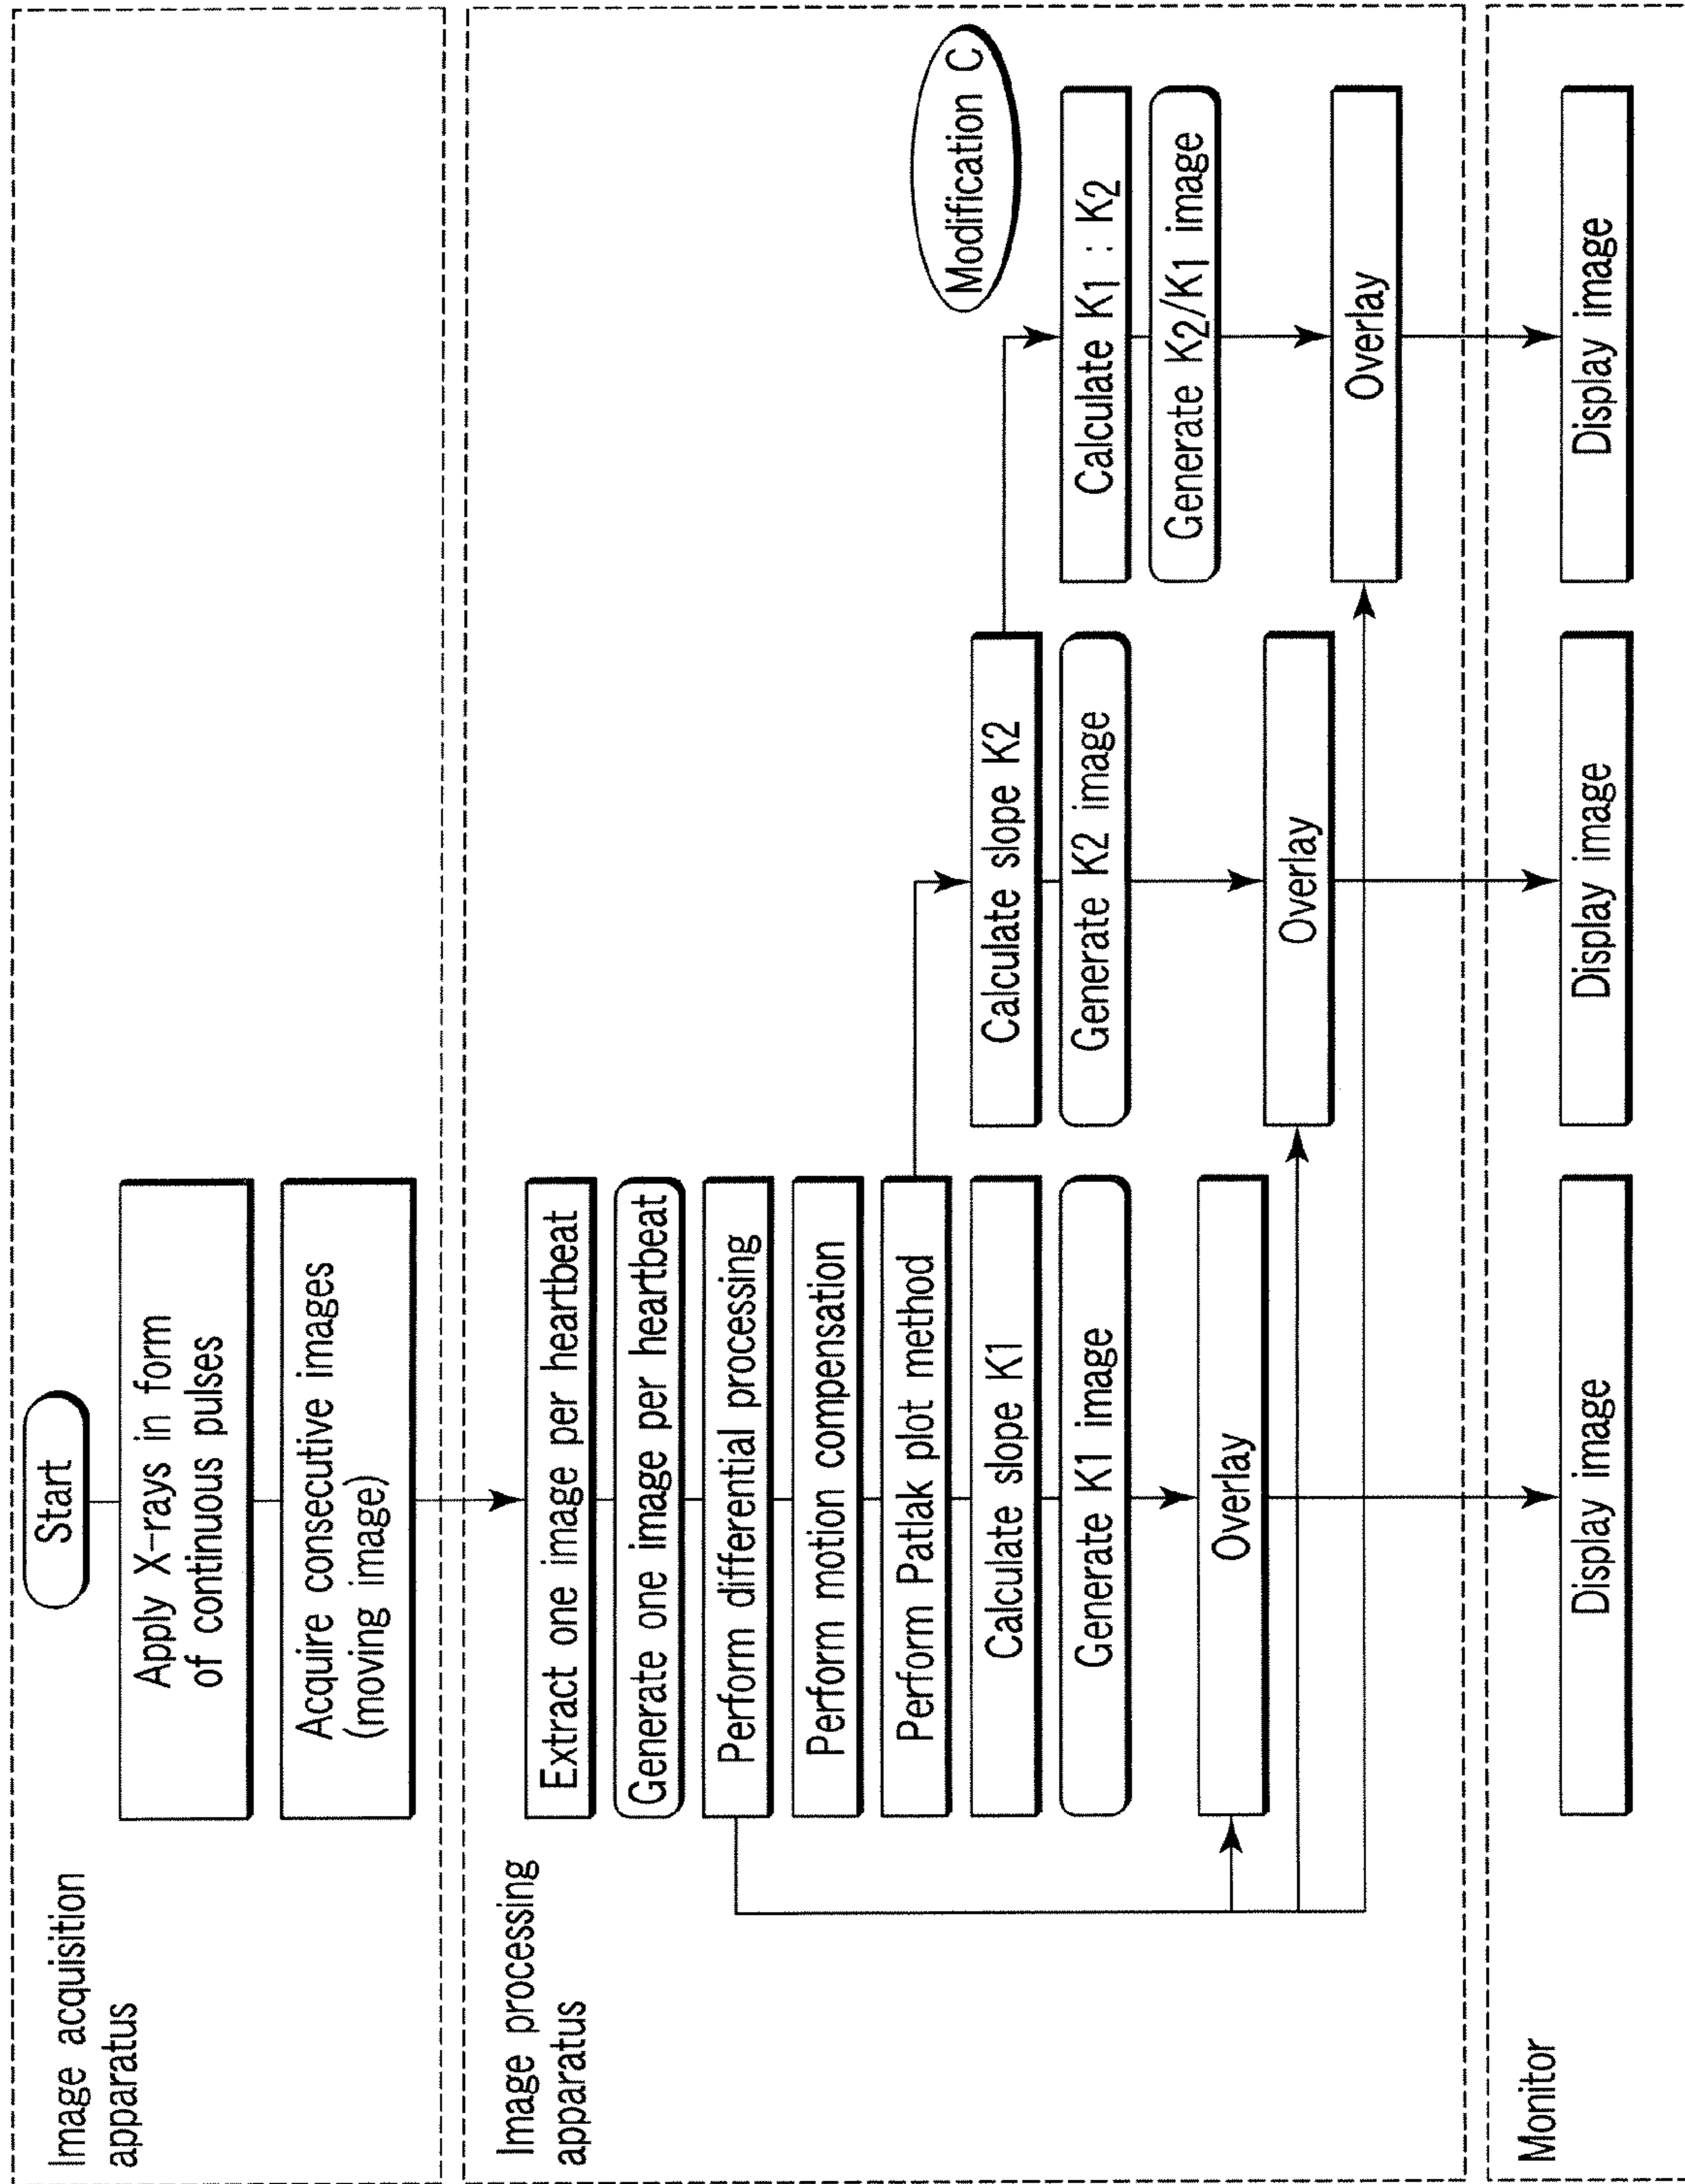 Image acquisition
apparatus
Start
Apply X-rays in form
of continuous pulses
Acquire consecutive images
(moving image)
Image processing
apparatus
Extract one image per heartbeat
Generate one image per heartbeat
Perform differential processing
Perform motion compensation
Perform Patlak plot method
Calculate slope K1
Generate K1 image
Overlay
Calculate slope K2
Generate K2 image
Overlay
Modification C
Calculate K1 : K2
Generate K2/K1 image
Overlay
Monitor
Display image
Display image
Display image